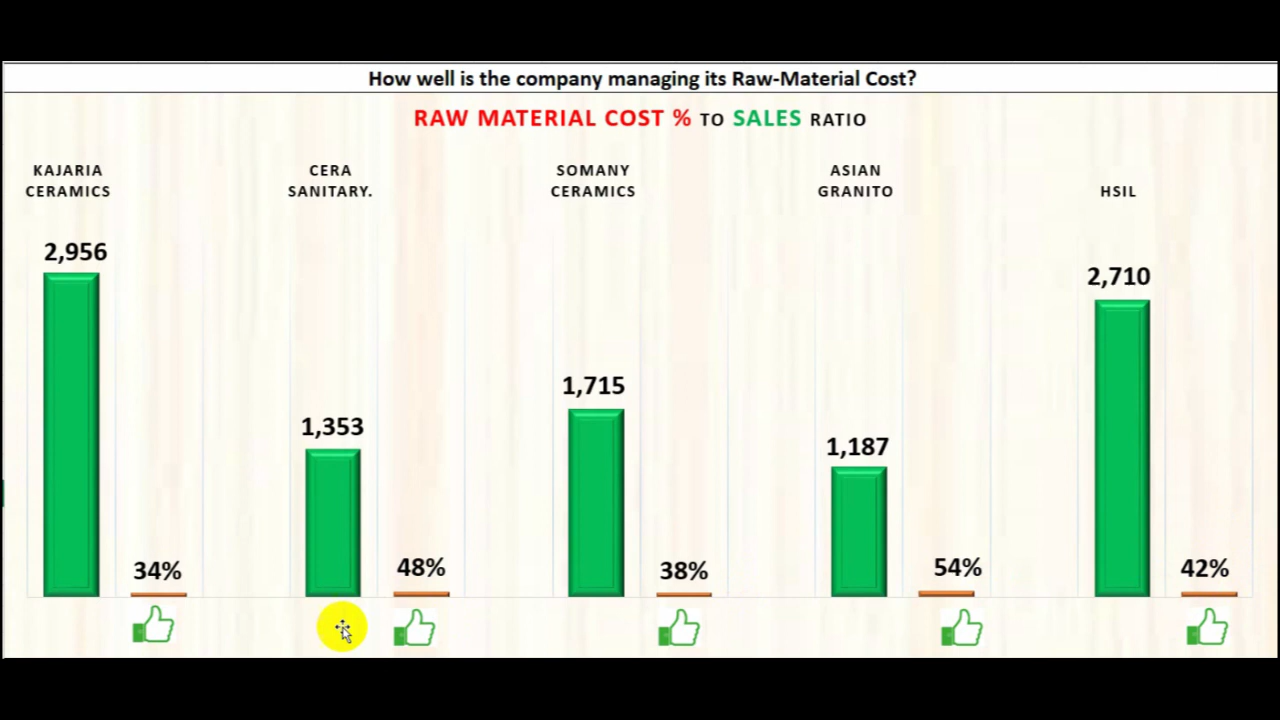 How well is the company managing its Raw-Material Cost?
RAW MATERIAL COST % TO SALES RATIO
KAJARIA
CERAMICS
CERA
SANITARY.
SOMANY
CERAMICS
ASIAN
GRANITO
HSIL
2,956
34%
1,353
48%
1,715
38%
1,187
54%
2,710
42%